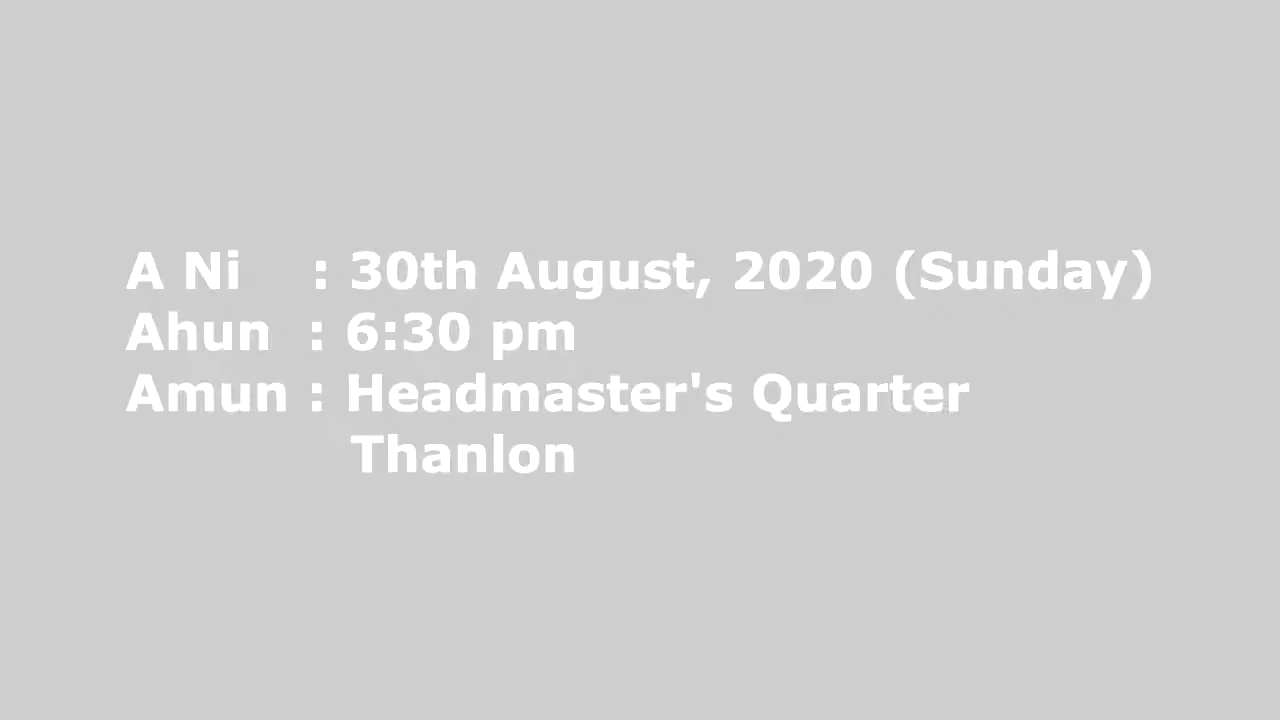 A Ni : 30th August, 2020 (Sunday)
Ahun : 6:30 pm
Amun : Headmaster's Quarter
Thanlon